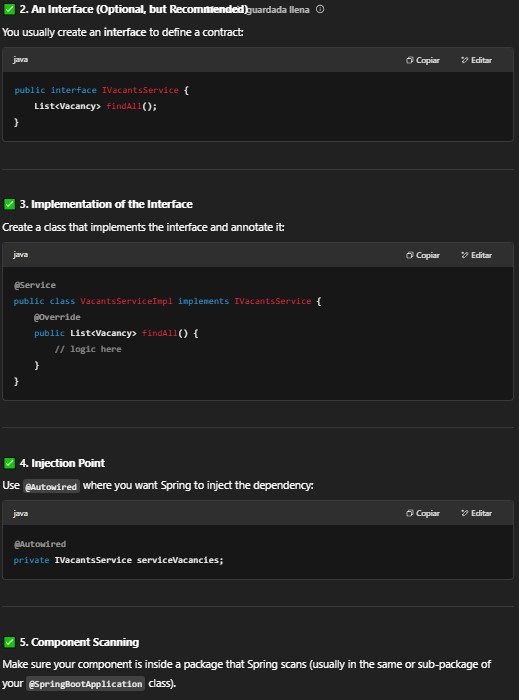 ✅ 2. An Interface (Optional, but Recommended) guardada llena
You usually create an interface to define a contract:
java Copiar Editar
public interface IVacantsService {
List<Vacancy> findAll();
}
✅ 3. Implementation of the Interface
Create a class that implements the interface and annotate it:
java Copiar Editar
@Service
public class VacantsServiceImpl implements IVacantsService {
@Override
public List<Vacancy> findAll() {
// logic here
}
}
✅ 4. Injection Point
Use @Autowired where you want Spring to inject the dependency:
java Copiar Editar
@Autowired
private IVacantsService serviceVacancies;
✅ 5. Component Scanning
Make sure your component is inside a package that Spring scans (usually in the same or sub-package of
your @SpringBootApplication class).